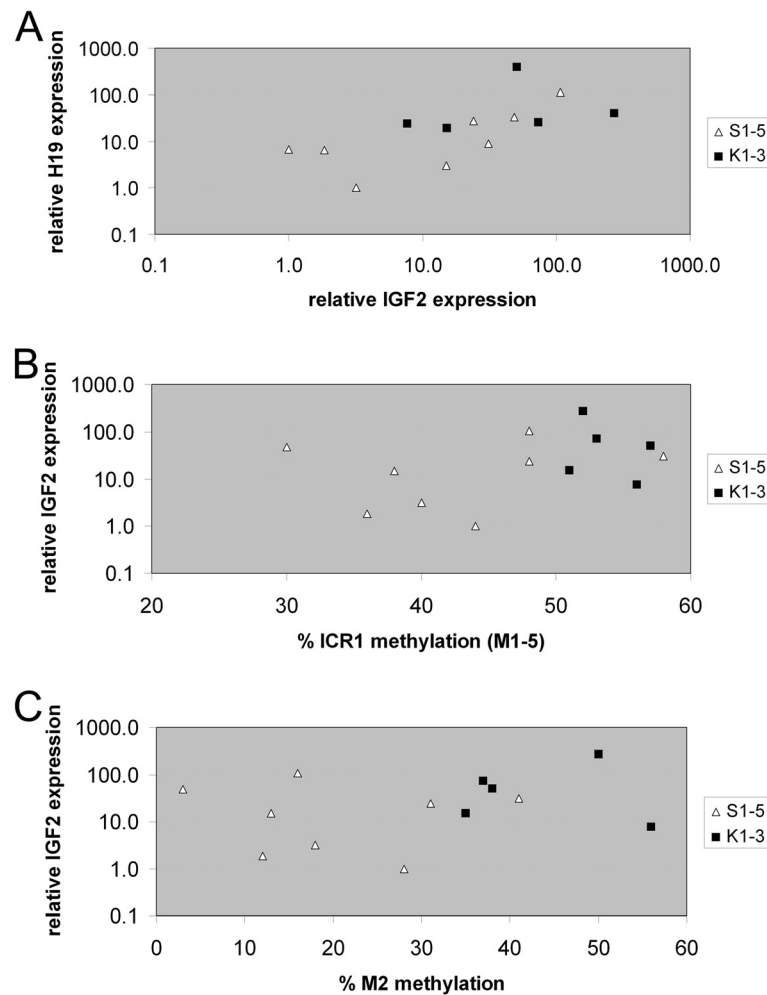 A
relative H19 expression
1000.0
100.0
10.0
1.0
0.1
0.1 1.0 10.0 100.0 1000.0
relative IGF2 expression
S1-5
K1-3
B
relative IGF2 expression
1000.0
100.0
10.0
1.0
0.1
20 30 40 50 60
% ICR1 methylation (M1-5)
S1-5
K1-3
C
relative IGF2 expression
1000.0
100.0
10.0
1.0
0.1
0 10 20 30 40 50 60
% M2 methylation
S1-5
K1-3